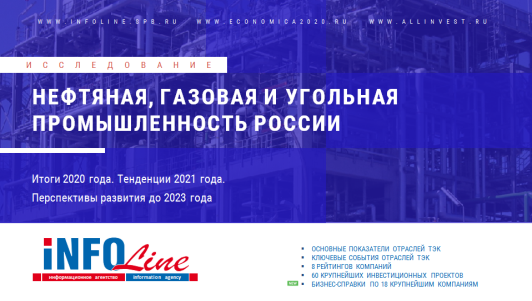 WWW.INFOLINE.SPB.RU WWW.ECONOMICA2020.RU WWW.ALLINVEST.RU
ИССЛЕДОВАНИЕ
НЕФТЯНАЯ, ГАЗОВАЯ И УГОЛЬНАЯ
ПРОМЫШЛЕННОСТЬ РОССИИ
Итоги 2020 года. Тенденции 2021 года.
Перспективы развития до 2023 года
iNFOLine
информационное агентство information agency
• ОСНОВНЫЕ ПОКАЗАТЕЛИ ОТРАСЛЕЙ ТЭК
• КЛЮЧЕВЫЕ СОБЫТИЯ ОТРАСЛЕЙ ТЭК
• 8 РЕЙТИНГОВ КОМПАНИЙ
• 60 КРУПНЕЙШИХ ИНВЕСТИЦИОННЫХ ПРОЕКТОВ
• БИЗНЕС-СПРАВКИ ПО 18 КРУПНЕЙШИМ КОМПАНИЯМ